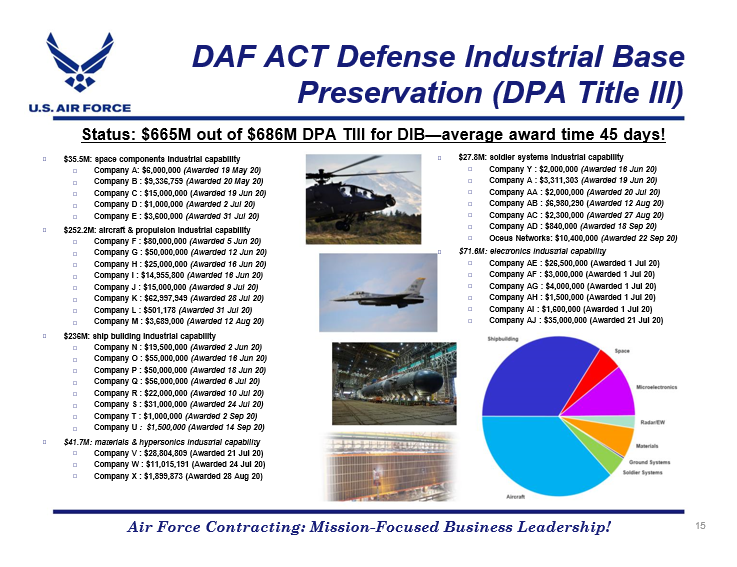 DAF ACT Defense Industrial Base
Preservation (DPA Title III)
U.S. AIR FORCE
Status: $665M out of $686M DPA TIII for DIB—average award time 45 days!
$35.5M: space components industrial capability
Company A: $6,000,000 (Awarded 19 May 20)
Company B : $9,336,759 (Awarded 20 May 20)
Company C : $15,000,000 (Awarded 19 Jun 20)
Company D : $1,000,000 (Awarded 2 Jul 20)
Company E : $3,600,000 (Awarded 31 Jul 20)
$252.2M: aircraft & propulsion industrial capability
Company F : $80,000,000 (Awarded 5 Jun 20)
Company G : $50,000,000 (Awarded 12 Jun 20)
Company H : $25,000,000 (Awarded 16 Jun 20)
Company I : $14,955,800 (Awarded 16 Jun 20)
Company J : $15,000,000 (Awarded 9 Jul 20)
Company K : $62,997,949 (Awarded 28 Jul 20)
Company L : $501,178 (Awarded 31 Jul 20)
Company M : $3,689,000 (Awarded 12 Aug 20)
$236M: ship building industrial capability
Company N : $19,500,000 (Awarded 2 Jun 20)
Company O : $55,000,000 (Awarded 16 Jun 20)
Company P : $50,000,000 (Awarded 18 Jun 20)
Company Q : $56,000,000 (Awarded 6 Jul 20)
Company R : $22,000,000 (Awarded 10 Jul 20)
Company S : $31,000,000 (Awarded 24 Jul 20)
Company T : $1,000,000 (Awarded 2 Sep 20)
Company U : $1,500,000 (Awarded 14 Sep 20)
$41.7M: materials & hypersonics industrial capability
Company V : $28,804,809 (Awarded 21 Jul 20)
Company W : $11,015,191 (Awarded 24 Jul 20)
Company X : $1,899,873 (Awarded 28 Aug 20)
$27.8M: soldier systems industrial capability
Company Y : $2,000,000 (Awarded 16 Jun 20)
Company A : $3,311,303 (Awarded 19 Jun 20)
Company AA : $2,000,000 (Awarded 20 Jul 20)
Company AB : $6,980,290 (Awarded 12 Aug 20)
Company AC : $2,300,000 (Awarded 27 Aug 20)
Company AD : $840,000 (Awarded 18 Sep 20)
Oceus Networks: $10,400,000 (Awarded 22 Sep 20)
$71.6M: electronics industrial capability
Company AE : $26,500,000 (Awarded 1 Jul 20)
Company AF : $3,000,000 (Awarded 1 Jul 20)
Company AG : $4,000,000 (Awarded 1 Jul 20)
Company AH : $1,500,000 (Awarded 1 Jul 20)
Company AI : $1,600,000 (Awarded 1 Jul 20)
Company AJ : $35,000,000 (Awarded 21 Jul 20)
Shipbuilding
Space
Microelectronics
Radar/EW
Materials
Ground Systems
Soldier Systems
Aircraft
Air Force Contracting: Mission-Focused Business Leadership!
15